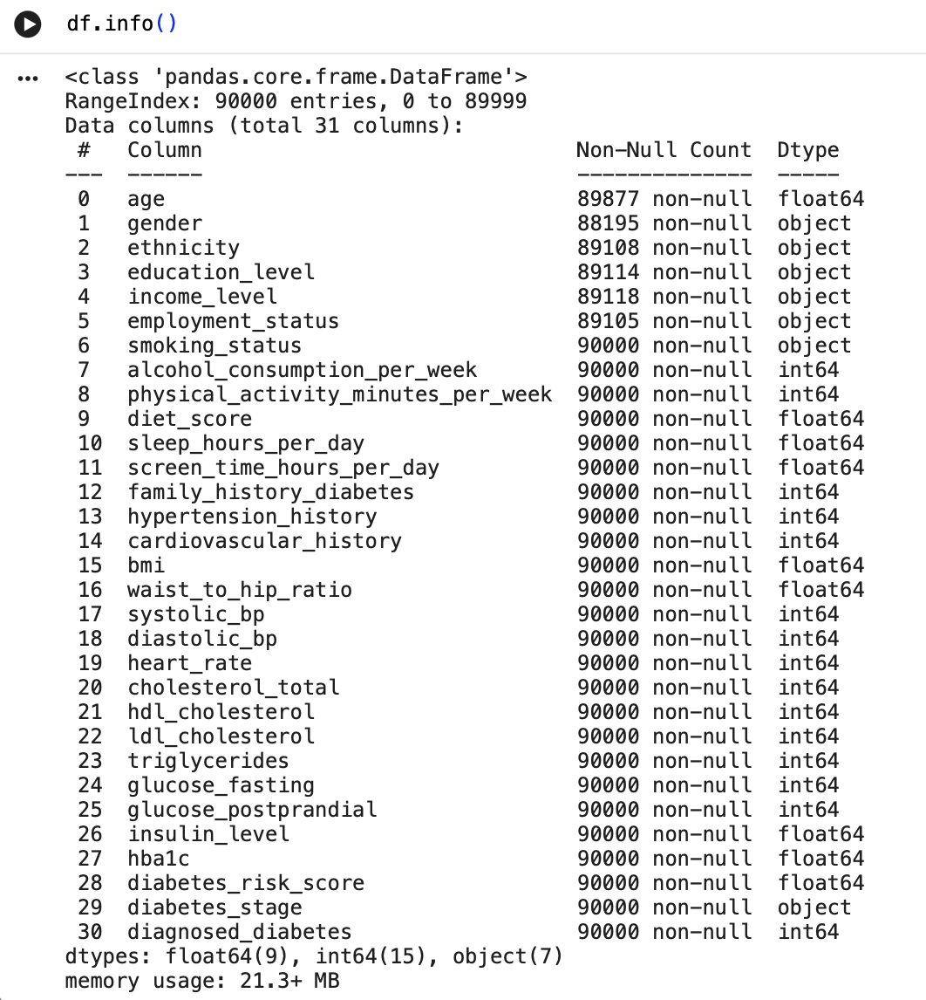 df.info()
<class 'pandas.core.frame.DataFrame'>
RangeIndex: 90000 entries, 0 to 89999
Data columns (total 31 columns):
 #   Column                              Non-Null Count  Dtype
---  ------                              --------------  -----
 0   age                                 89877 non-null  float64
 1   gender                              88195 non-null  object
 2   ethnicity                           89108 non-null  object
 3   education_level                     89114 non-null  object
 4   income_level                        89118 non-null  object
 5   employment_status                   89105 non-null  object
 6   smoking_status                      90000 non-null  object
 7   alcohol_consumption_per_week        90000 non-null  int64
 8   physical_activity_minutes_per_week  90000 non-null  int64
 9   diet_score                          90000 non-null  float64
 10  sleep_hours_per_day                 90000 non-null  float64
 11  screen_time_hours_per_day           90000 non-null  float64
 12  family_history_diabetes             90000 non-null  int64
 13  hypertension_history                90000 non-null  int64
 14  cardiovascular_history              90000 non-null  int64
 15  bmi                                 90000 non-null  float64
 16  waist_to_hip_ratio                  90000 non-null  float64
 17  systolic_bp                         90000 non-null  int64
 18  diastolic_bp                        90000 non-null  int64
 19  heart_rate                          90000 non-null  int64
 20  cholesterol_total                   90000 non-null  int64
 21  hdl_cholesterol                     90000 non-null  int64
 22  ldl_cholesterol                     90000 non-null  int64
 23  triglycerides                       90000 non-null  int64
 24  glucose_fasting                     90000 non-null  int64
 25  glucose_postprandial                90000 non-null  int64
 26  insulin_level                       90000 non-null  float64
 27  hba1c                               90000 non-null  float64
 28  diabetes_risk_score                 90000 non-null  float64
 29  diabetes_stage                      90000 non-null  object
 30  diagnosed_diabetes                  90000 non-null  int64
dtypes: float64(9), int64(15), object(7)
memory usage: 21.3+ MB